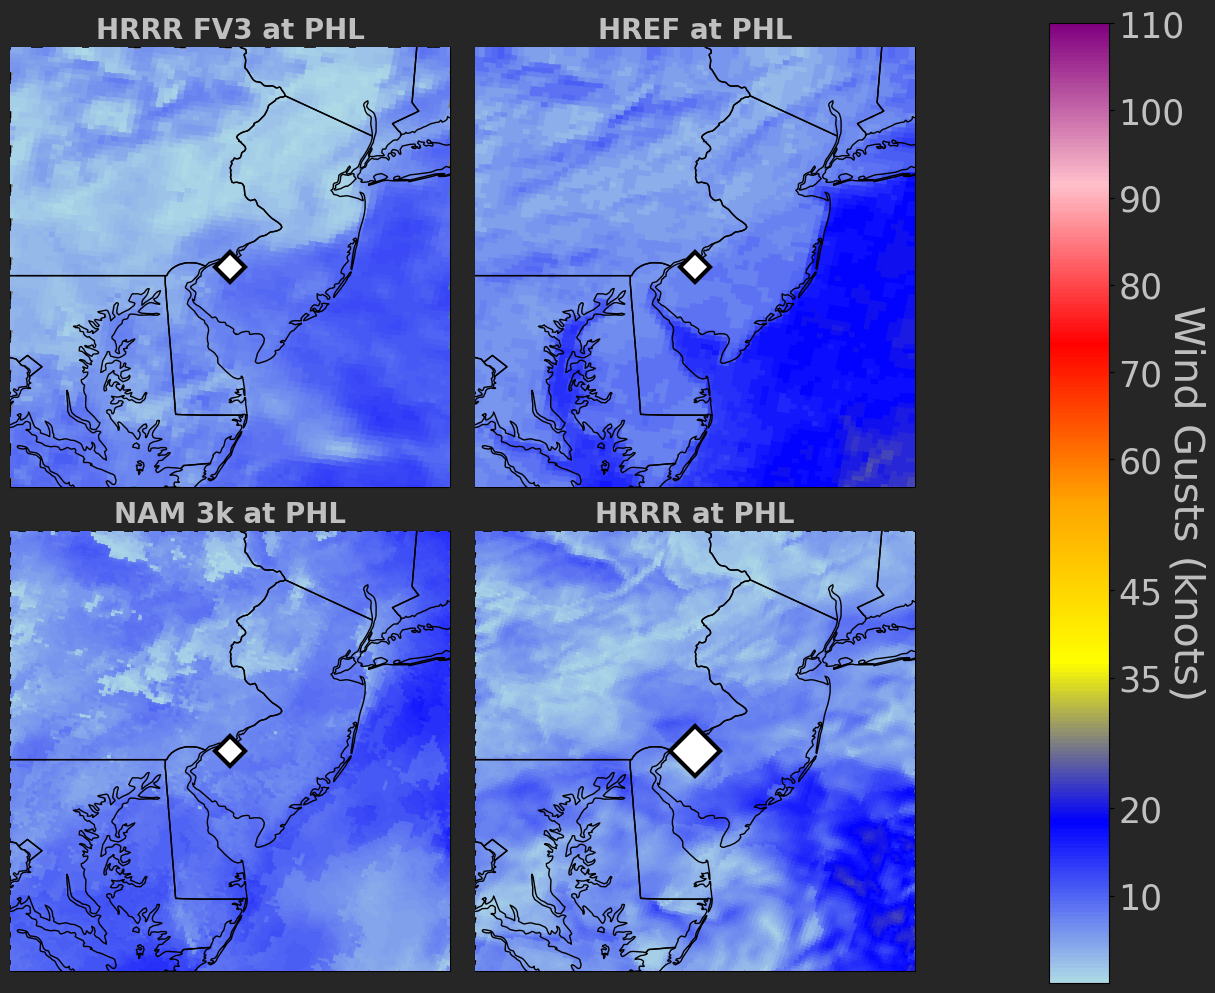 HRRR FV3 at PHL
HREF at PHL
NAM 3k at PHL
HRRR at PHL
110
100
90
80
70
60
45
35
20
10
Wind Gusts (knots)